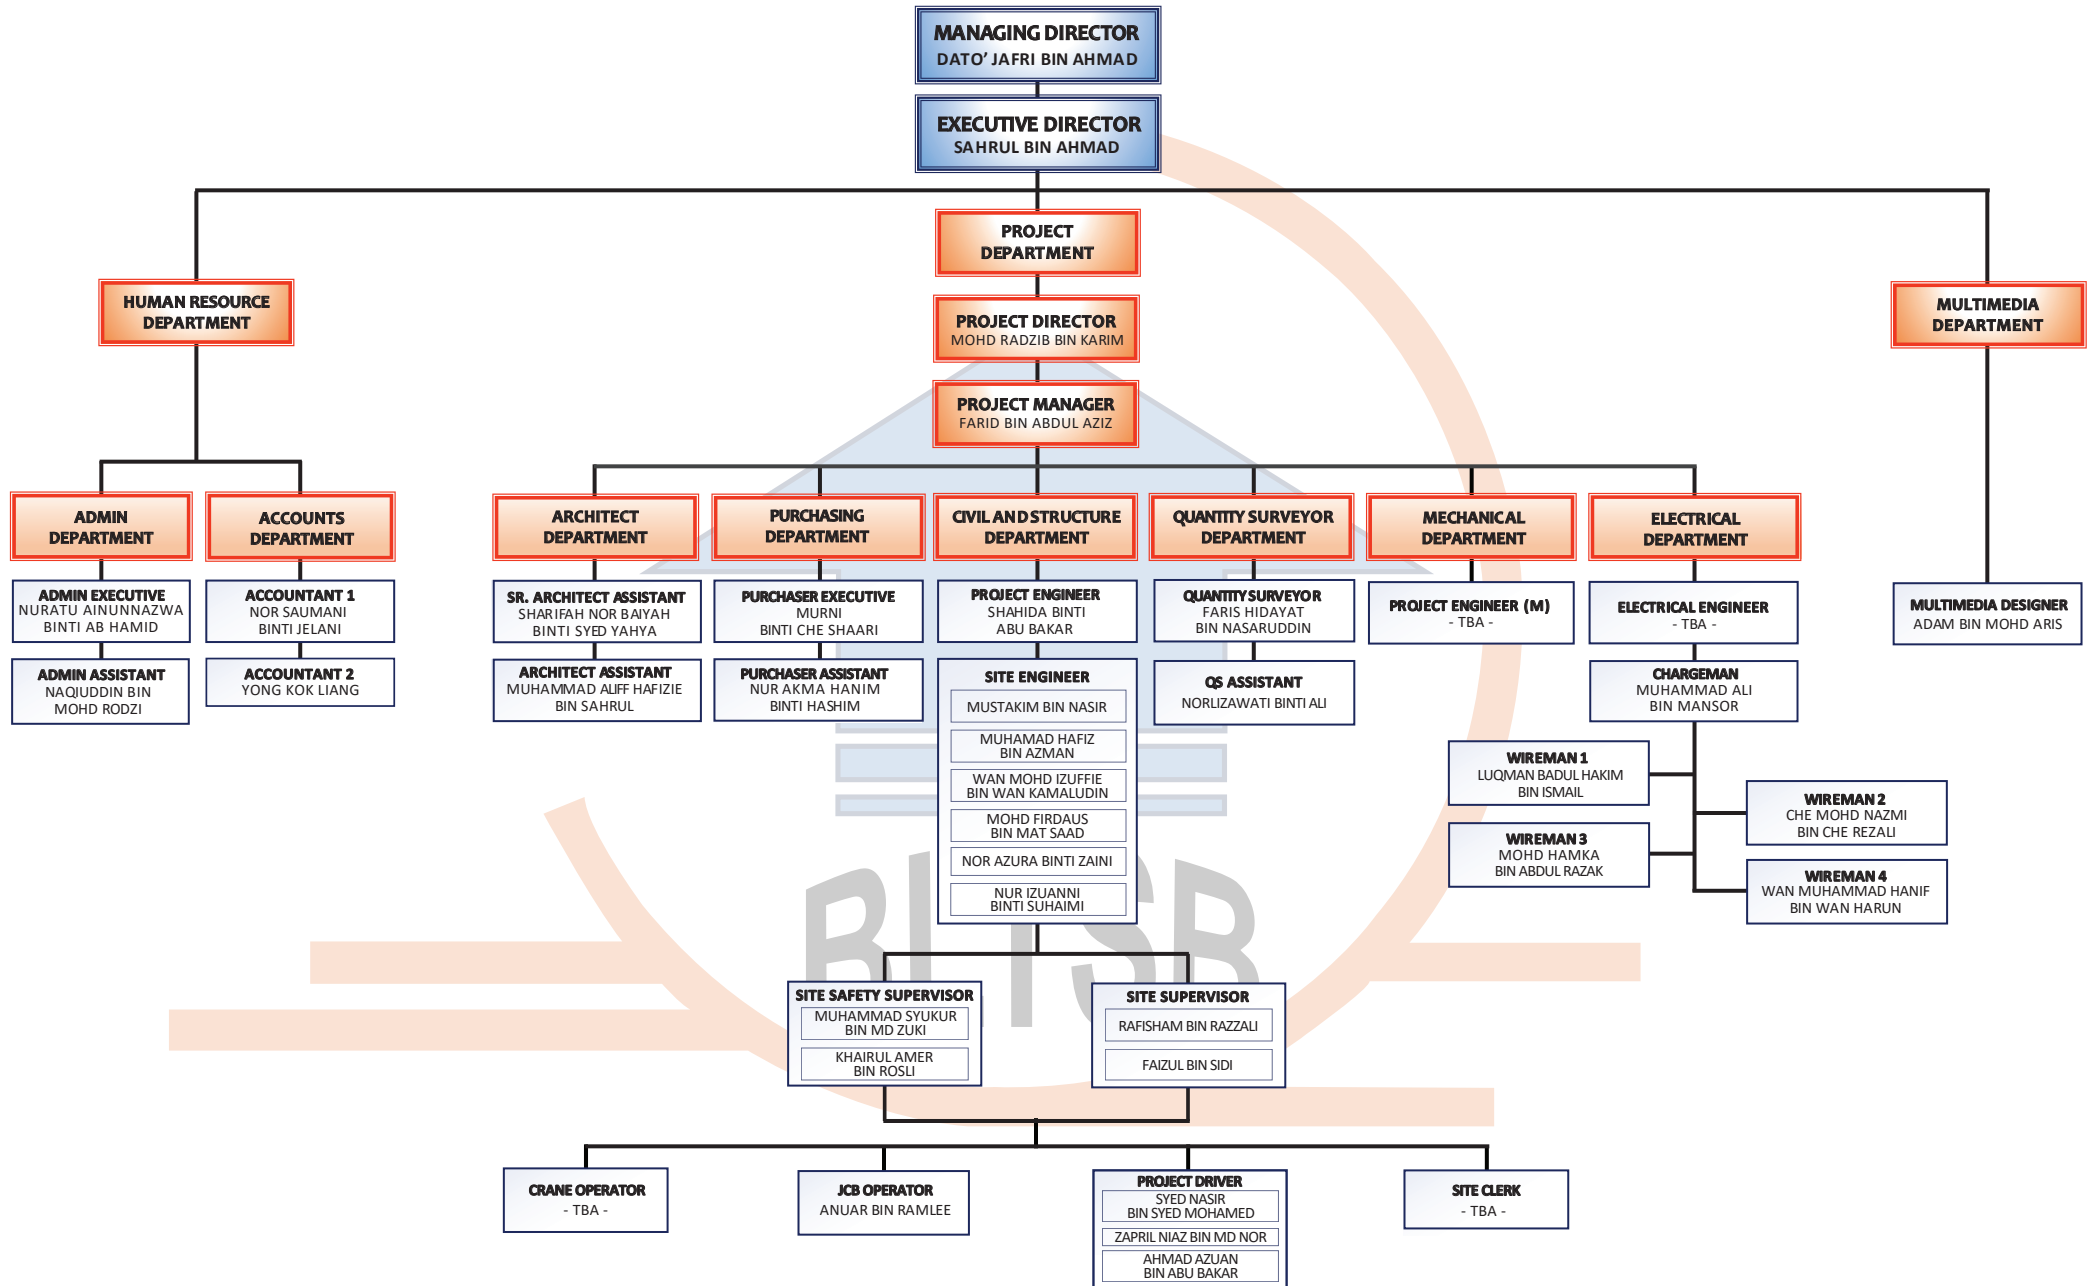 MANAGING DIRECTOR
DATO' JAFRI BIN AHMAD
EXECUTIVE DIRECTOR
SAHRUL BIN AHMAD
PROJECT
DEPARTMENT
HUMAN RESOURCE
DEPARTMENT
PROJECT DIRECTOR
MOHD RADZIB BIN KARIM
MULTIMEDIA
DEPARTMENT
PROJECT MANAGER
FARID BIN ABDUL AZIZ
ADMIN
DEPARTMENT
ACCOUNTS
DEPARTMENT
ARCHITECT
DEPARTMENT
PURCHASING
DEPARTMENT
CIVIL AND STRUCTURE
DEPARTMENT
QUANTITY SURVEYOR
DEPARTMENT
MECHANICAL
DEPARTMENT
ELECTRICAL
DEPARTMENT
ADMIN EXECUTIVE
NURATU AINUNNAZWA
BINTI AB HAMID
ACCOUNTANT 1
NOR SAUMANI
BINTI JELANI
SR. ARCHITECT ASSISTANT
SHARIFAH NOR BAIYAH
BINTI SYED YAHYA
PURCHASER EXECUTIVE
MURNI
BINTI CHE SHAARI
PROJECT ENGINEER
SHAHIDA BINTI
ABU BAKAR
QUANTITY SURVEYOR
FARIS HIDAYAT
BIN NASARUDDIN
PROJECT ENGINEER (M)
- TBA -
ELECTRICAL ENGINEER
- TBA -
MULTIMEDIA DESIGNER
ADAM BIN MOHD ARIS
ADMIN ASSISTANT
NAQIUDDIN BIN
MOHD RODZI
ACCOUNTANT 2
YONG KOK LIANG
ARCHITECT ASSISTANT
MUHAMMAD ALIFF HAFIZIE
BIN SAHRUL
PURCHASER ASSISTANT
NUR AKMA HANIM
BINTI HASHIM
SITE ENGINEER
MUSTAKIM BIN NASIR
MUHAMAD HAFIZ
BIN AZMAN
WAN MOHD IZUFFIE
BIN WAN KAMALUDIN
MOHD FIRDAUS
BIN MAT SAAD
NOR AZURA BINTI ZAINI
NUR IZUANNI
BINTI SUHAIMI
QS ASSISTANT
NORLIZAWATI BINTI ALI
CHARGEMAN
MUHAMMAD ALI
BIN MANSOR
WIREMAN 1
LUQMAN BADUL HAKIM
BIN ISMAIL
WIREMAN 2
CHE MOHD NAZMI
BIN CHE REZALI
WIREMAN 3
MOHD HAMKA
BIN ABDUL RAZAK
WIREMAN 4
WAN MUHAMMAD HANIF
BIN WAN HARUN
SITE SAFETY SUPERVISOR
MUHAMMAD SYUKUR
BIN MD ZUKI
KHAIRUL AMER
BIN ROSLI
SITE SUPERVISOR
RAFISHAM BIN RAZZALI
FAIZUL BIN SIDI
CRANE OPERATOR
- TBA -
JCB OPERATOR
ANUAR BIN RAMLEE
PROJECT DRIVER
SYED NASIR
BIN SYED MOHAMED
ZAPRIL NIAZ BIN MD NOR
AHMAD AZUAN
BIN ABU BAKAR
SITE CLERK
- TBA -